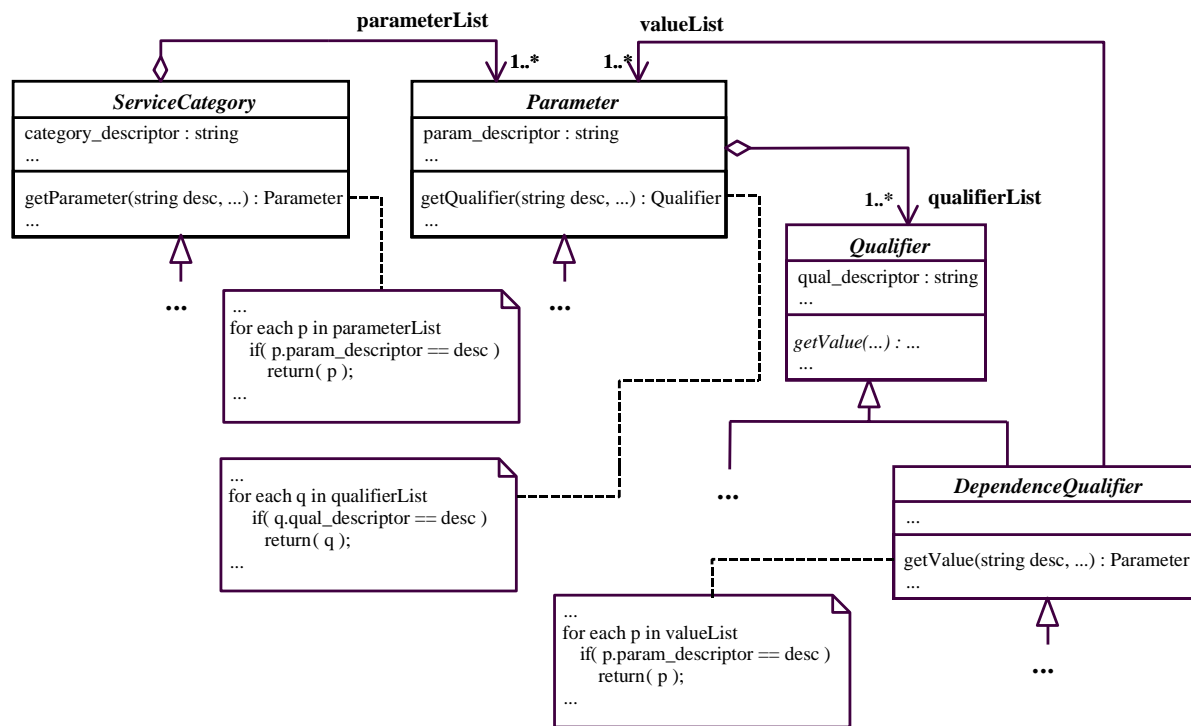 parameterList
valueList
1..*
1..*
ServiceCategory
category_descriptor : string
...
getParameter(string desc, ...) : Parameter
...
...
Parameter
param_descriptor : string
...
getQualifier(string desc, ...) : Qualifier
...
...
1..*
qualifierList
Qualifier
qual_descriptor : string
...
getValue(...) : ...
...
...
for each p in parameterList
if( p.param_descriptor == desc )
return( p );
...
...
for each q in qualifierList
if( q.qual_descriptor == desc )
return( q );
...
...
DependenceQualifier
...
getValue(string desc, ...) : Parameter
...
...
...
for each p in valueList
if( p.param_descriptor == desc )
return( p );
...